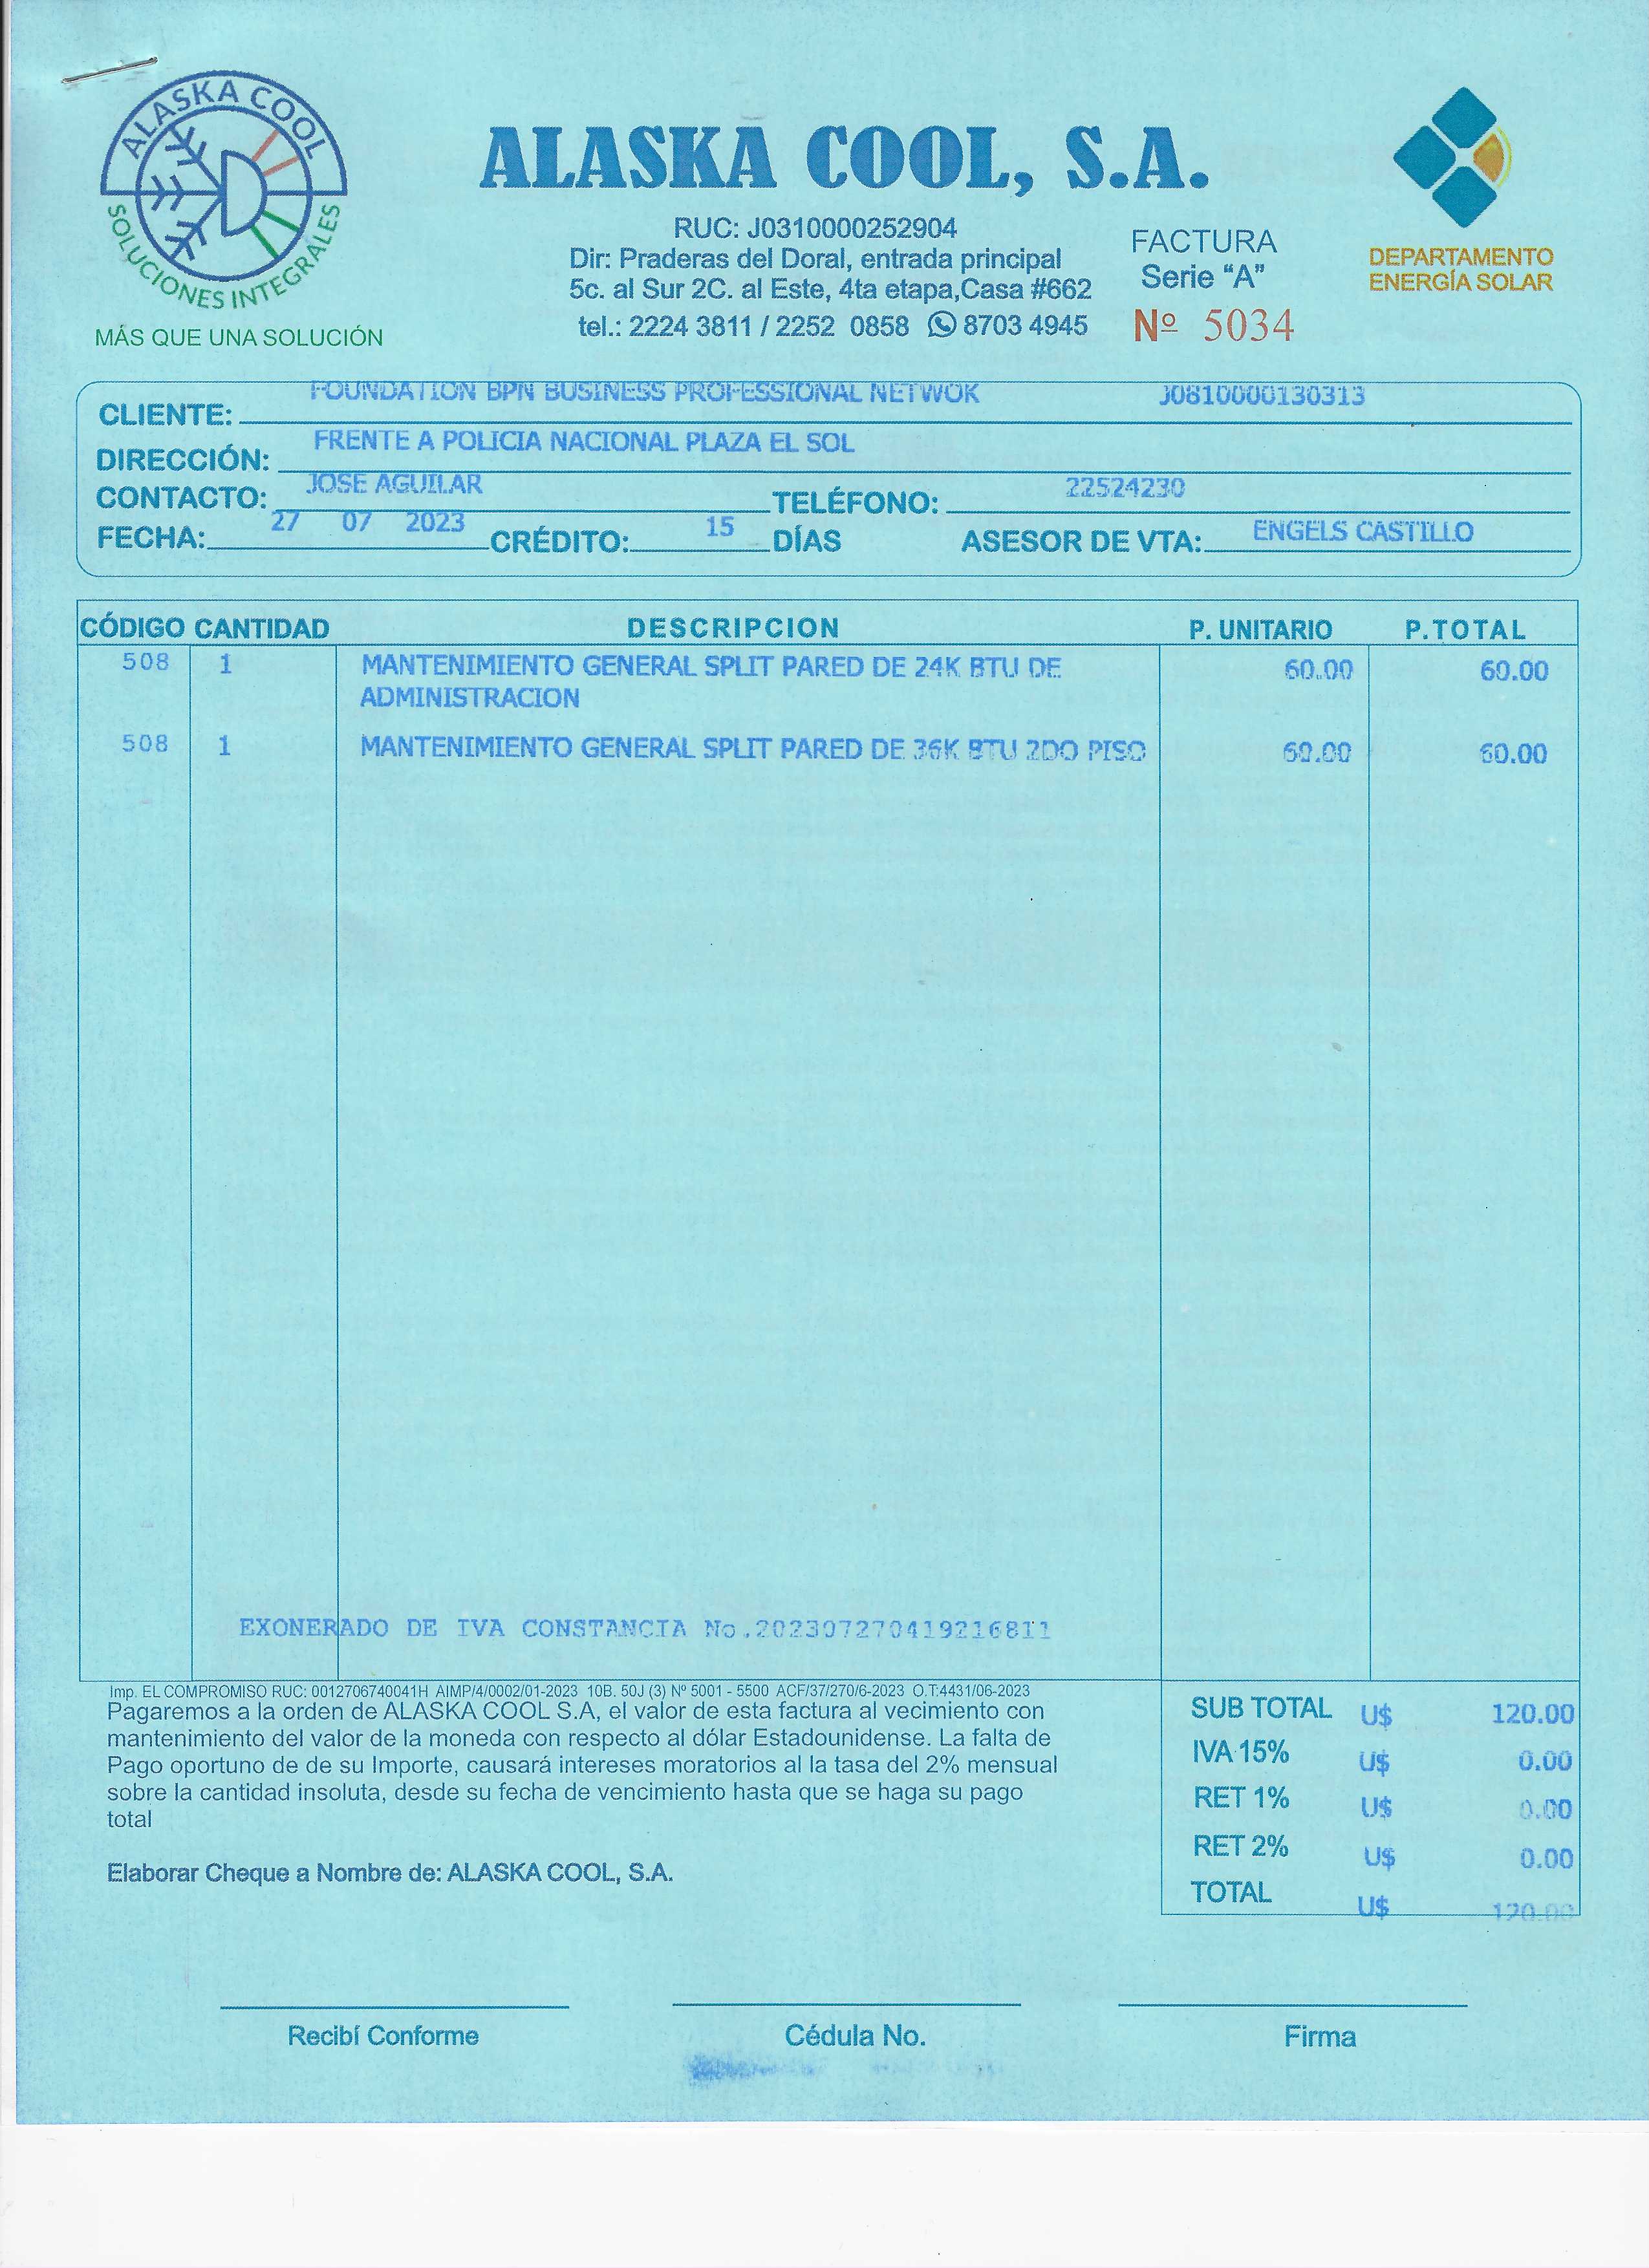 ALASKA COOL
SOLUCIONES INTEGRALES
MÁS QUE UNA SOLUCIÓN
ALASKA COOL, S.A.
RUC: J0310000252904
Dir: Praderas del Doral, entrada principal
5c. al Sur 2C. al Este, 4ta etapa,Casa #662
tel.: 2224 3811 / 2252 0858 8703 4945
FACTURA
Serie “A”
Nº 5034
DEPARTAMENTO
ENERGÍA SOLAR
CLIENTE: FOUNDATION BPN BUSINESS PROFESSIONAL NETWOK J0810000130313
DIRECCIÓN: FRENTE A POLICIA NACIONAL PLAZA EL SOL
CONTACTO: JOSE AGUILAR TELÉFONO: 22524230
FECHA: 27 07 2023 CRÉDITO: 15 DÍAS ASESOR DE VTA: ENGELS CASTILLO
CÓDIGO CANTIDAD DESCRIPCION P. UNITARIO P.TOTAL
508 1 MANTENIMIENTO GENERAL SPLIT PARED DE 24K BTU DE 60.00 60.00
ADMINISTRACION
508 1 MANTENIMIENTO GENERAL SPLIT PARED DE 36K BTU 2DO PISO 60.00 60.00
EXONERADO DE IVA CONSTANCIA No.202307270419216811
Imp. EL COMPROMISO RUC: 0012706740041H AIMP/4/0002/01-2023 10B. 50J (3) Nº 5001 - 5500 ACF/37/270/6-2023 O.T:4431/06-2023
Pagaremos a la orden de ALASKA COOL S.A, el valor de esta factura al vecimiento con
mantenimiento del valor de la moneda con respecto al dólar Estadounidense. La falta de
Pago oportuno de de su Importe, causará intereses moratorios al la tasa del 2% mensual
sobre la cantidad insoluta, desde su fecha de vencimiento hasta que se haga su pago
total
Elaborar Cheque a Nombre de: ALASKA COOL, S.A.
SUB TOTAL U$ 120.00
IVA 15% U$ 0.00
RET 1% U$ 0.00
RET 2% U$ 0.00
TOTAL U$ 120.00
Recibí Conforme
Cédula No.
Firma